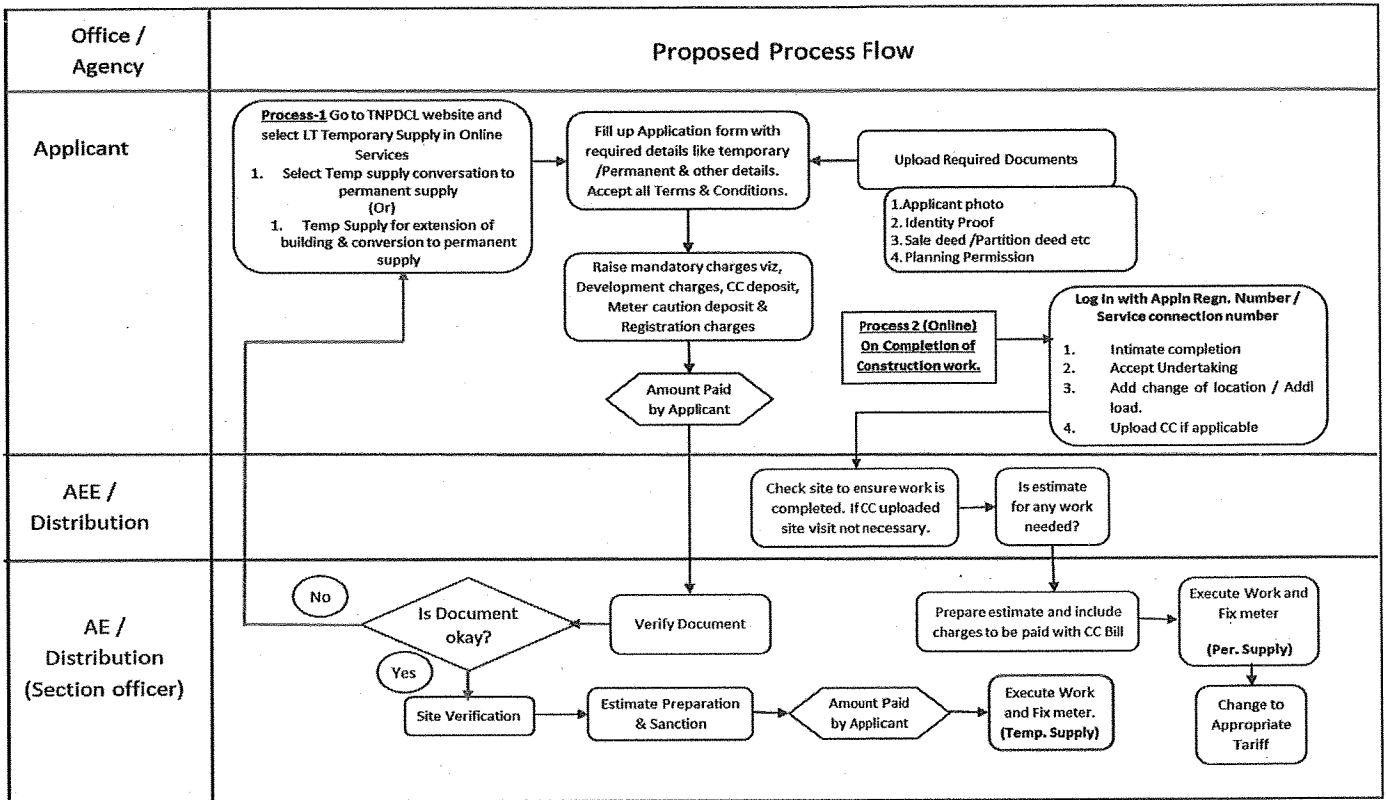 Office /
Agency
Proposed Process Flow
Applicant
Process-1 Go to TNPDCL website and
select LT Temporary Supply in Online
Services
1. Select Temp supply conversation to
permanent supply
(Or)
1. Temp Supply for extension of
building & conversion to permanent
supply
Fill up Application form with
required details like temporary
/Permanent & other details.
Accept all Terms & Conditions.
Upload Required Documents
1.Applicant photo
2. Identity Proof
3. Sale deed /Partition deed etc
4. Planning Permission
Raise mandatory charges viz,
Development charges, CC deposit,
Meter caution deposit &
Registration charges
Amount Paid
by Applicant
Process 2 (Online)
On Completion of
Construction work.
Log In with Appln Regn. Number /
Service connection number
1. Intimate completion
2. Accept Undertaking
3. Add change of location / Addl
load.
4. Upload CC if applicable
AEE /
Distribution
Check site to ensure work is
completed. If CC uploaded
site visit not necessary.
Is estimate
for any work
needed?
AE /
Distribution
(Section officer)
No
Is Document
okay?
Yes
Verify Document
Prepare estimate and include
charges to be paid with CC Bill
Execute Work and
Fix meter
(Per. Supply)
Site Verification
Estimate Preparation
& Sanction
Amount Paid
by Applicant
Execute Work
and Fix meter.
(Temp. Supply)
Change to
Appropriate
Tariff